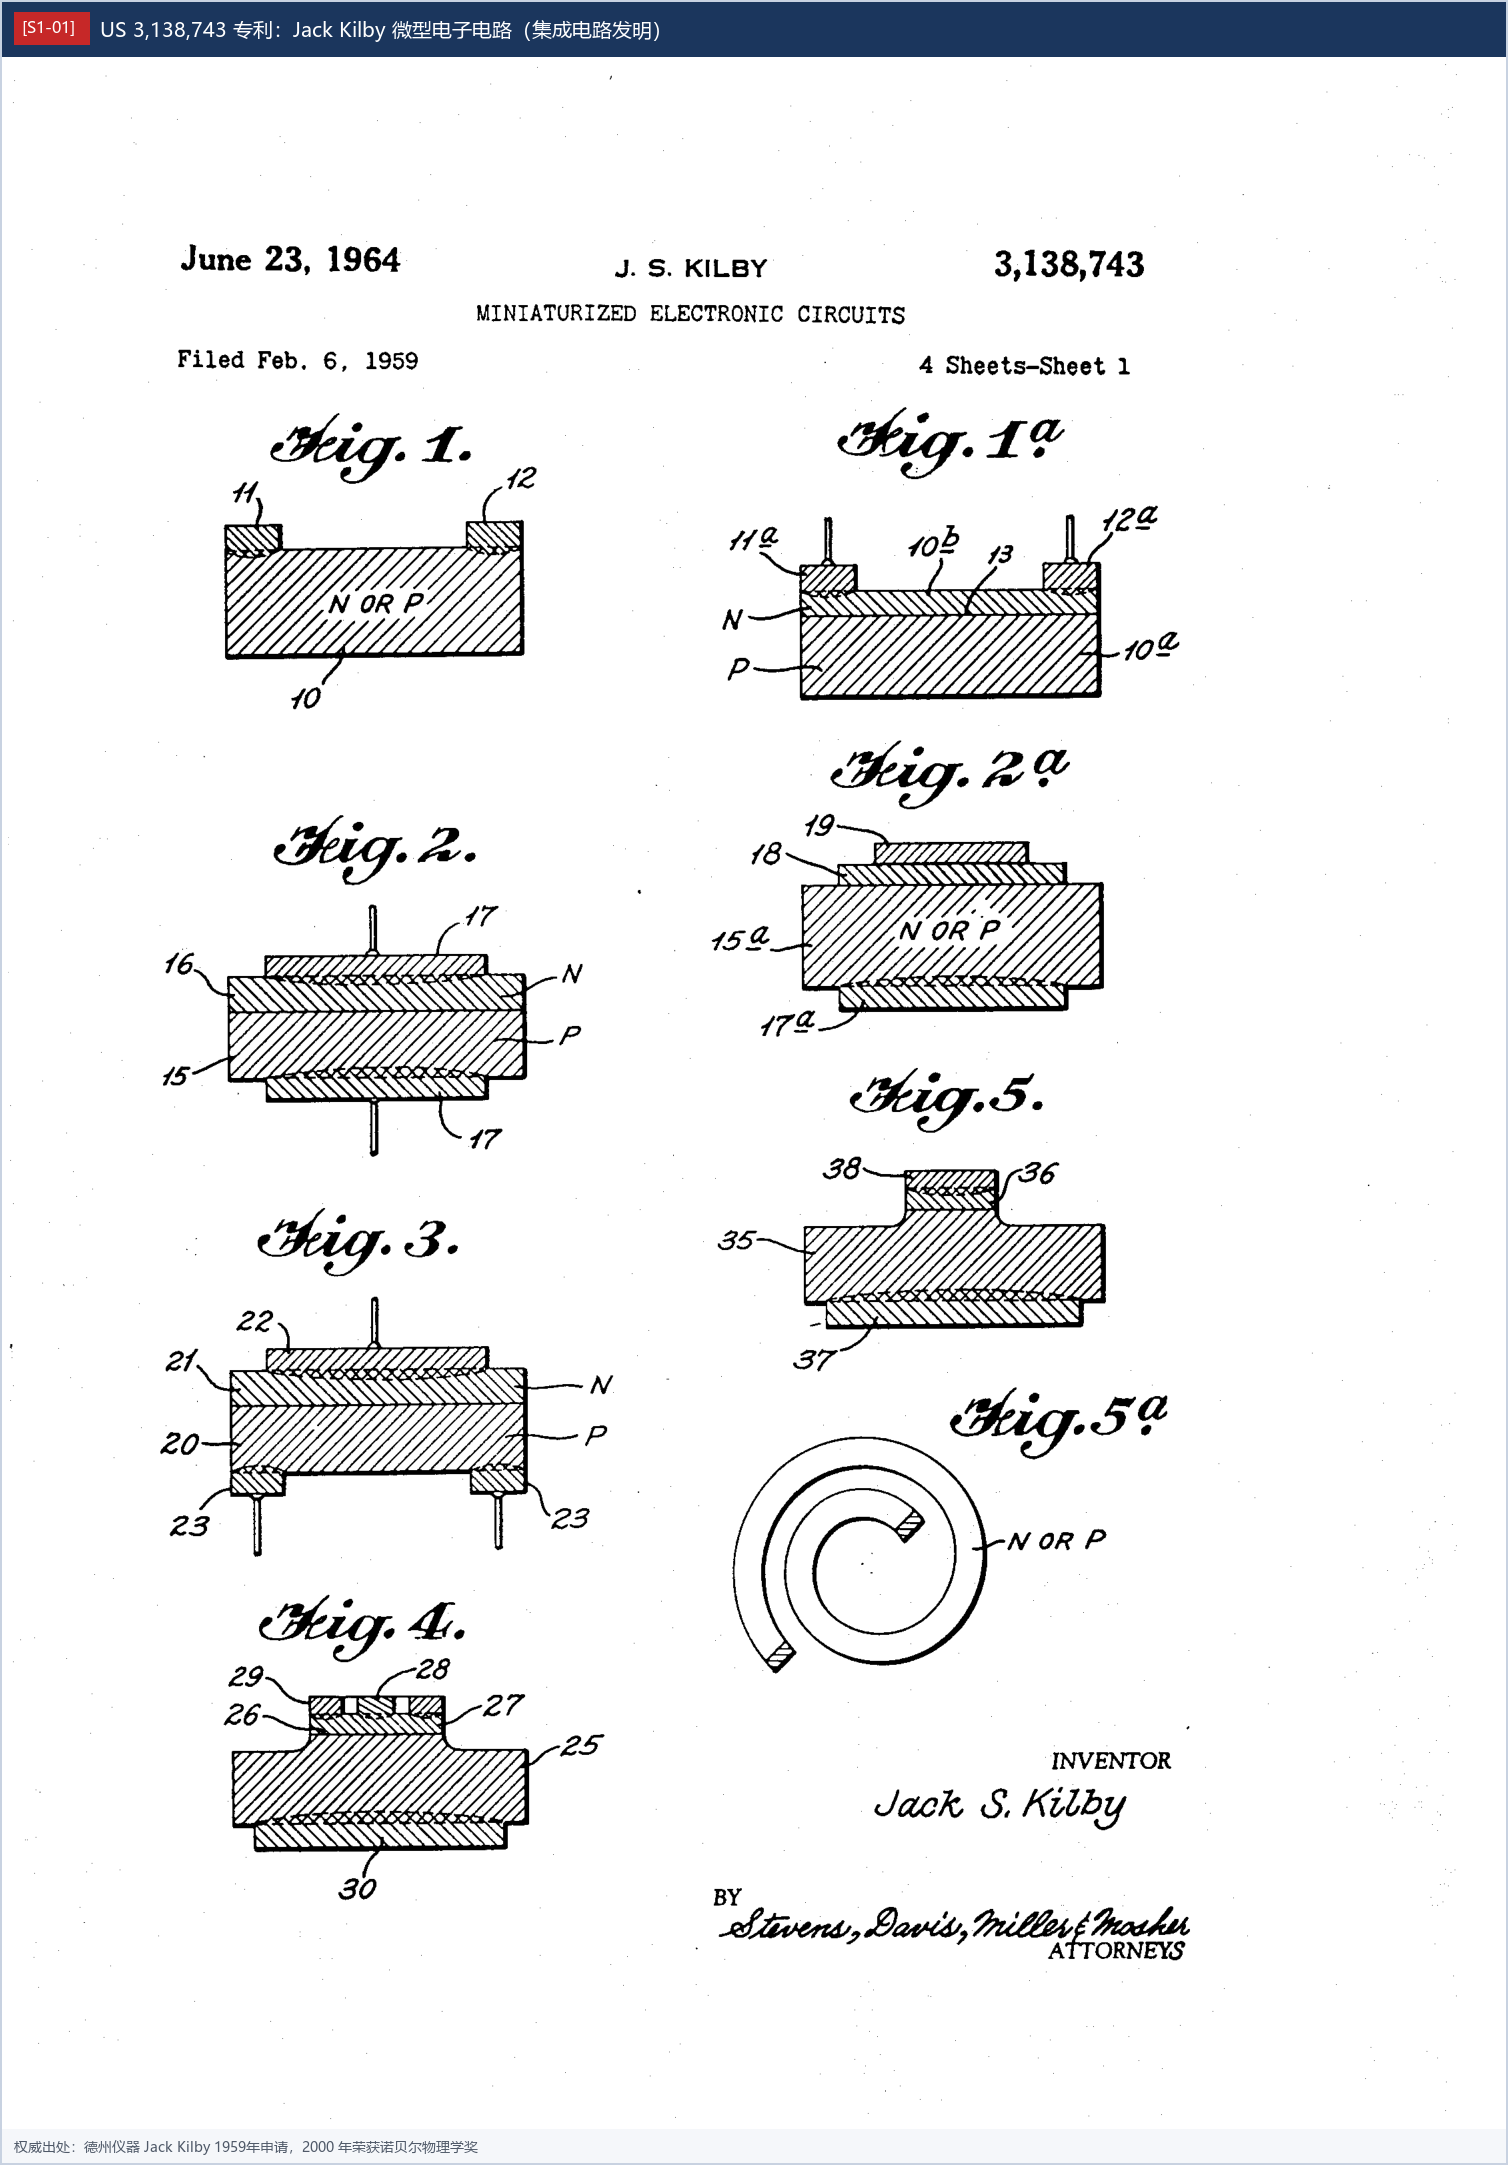 [S1-01] US 3,138,743 专利：Jack Kilby 微型电子电路（集成电路发明）
June 23, 1964 J. S. KILBY 3,138,743
MINIATURIZED ELECTRONIC CIRCUITS
Filed Feb. 6, 1959 4 Sheets-Sheet 1
Fig. 1.
11
12
N OR P
10
Fig. 1a.
11a
10b
13
12a
N
P
10a
Fig. 2.
17
16
N
P
15
17
Fig. 2a.
19
18
15a
N OR P
17a
Fig. 3.
22
21
N
20
P
23
23
Fig. 5.
38
36
35
37
Fig. 4.
29
28
26
27
25
30
Fig. 5a.
N OR P
INVENTOR
Jack S. Kilby
BY
Stevens, Davis, Miller & Mosher
ATTORNEYS
权威出处：德州仪器 Jack Kilby 1959年申请，2000 年荣获诺贝尔物理学奖